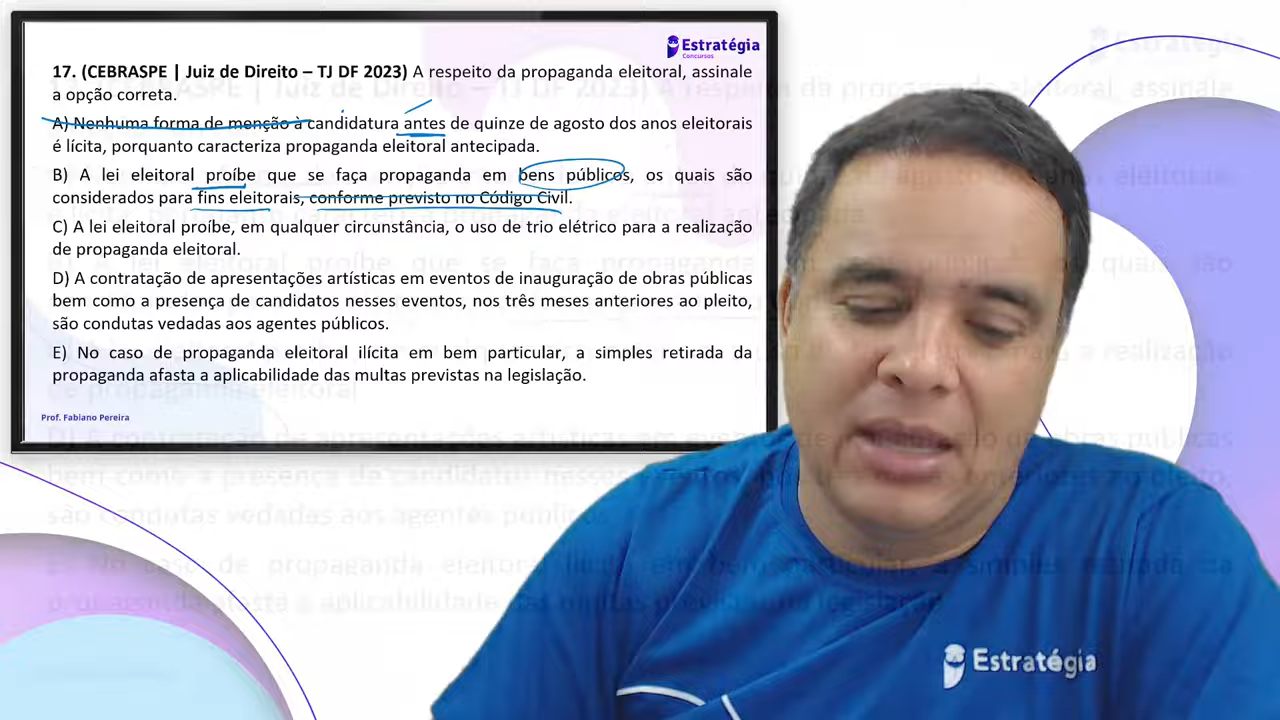 Estratégia
Concursos
17. (CEBRASPE | Juiz de Direito – TJ DF 2023) A respeito da propaganda eleitoral, assinale
a opção correta.
A) Nenhuma forma de menção à candidatura antes de quinze de agosto dos anos eleitorais
é lícita, porquanto caracteriza propaganda eleitoral antecipada.
B) A lei eleitoral proíbe que se faça propaganda em bens públicos, os quais são
considerados para fins eleitorais, conforme previsto no Código Civil.
C) A lei eleitoral proíbe, em qualquer circunstância, o uso de trio elétrico para a realização
de propaganda eleitoral.
D) A contratação de apresentações artísticas em eventos de inauguração de obras públicas
bem como a presença de candidatos nesses eventos, nos três meses anteriores ao pleito,
são condutas vedadas aos agentes públicos.
E) No caso de propaganda eleitoral ilícita em bem particular, a simples retirada da
propaganda afasta a aplicabilidade das multas previstas na legislação.
Prof. Fabiano Pereira
Estratégia